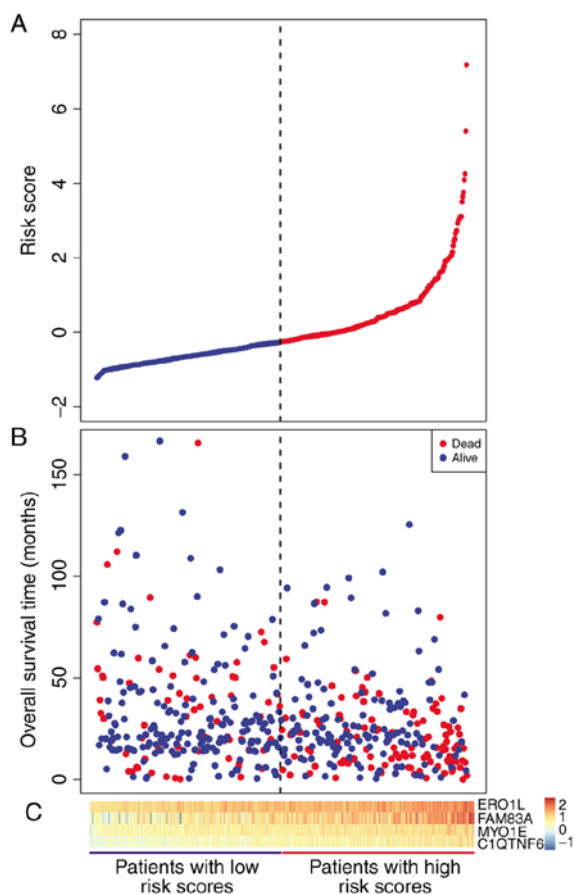 A
8
6
4
2
0
−2
Risk score
B
Dead
Alive
150
100
50
0
Overall survival time (months)
C
ERO1L
FAM83A
MYO1E
C1QTNF6
2
1
0
−1
Patients with low
risk scores
Patients with high
risk scores